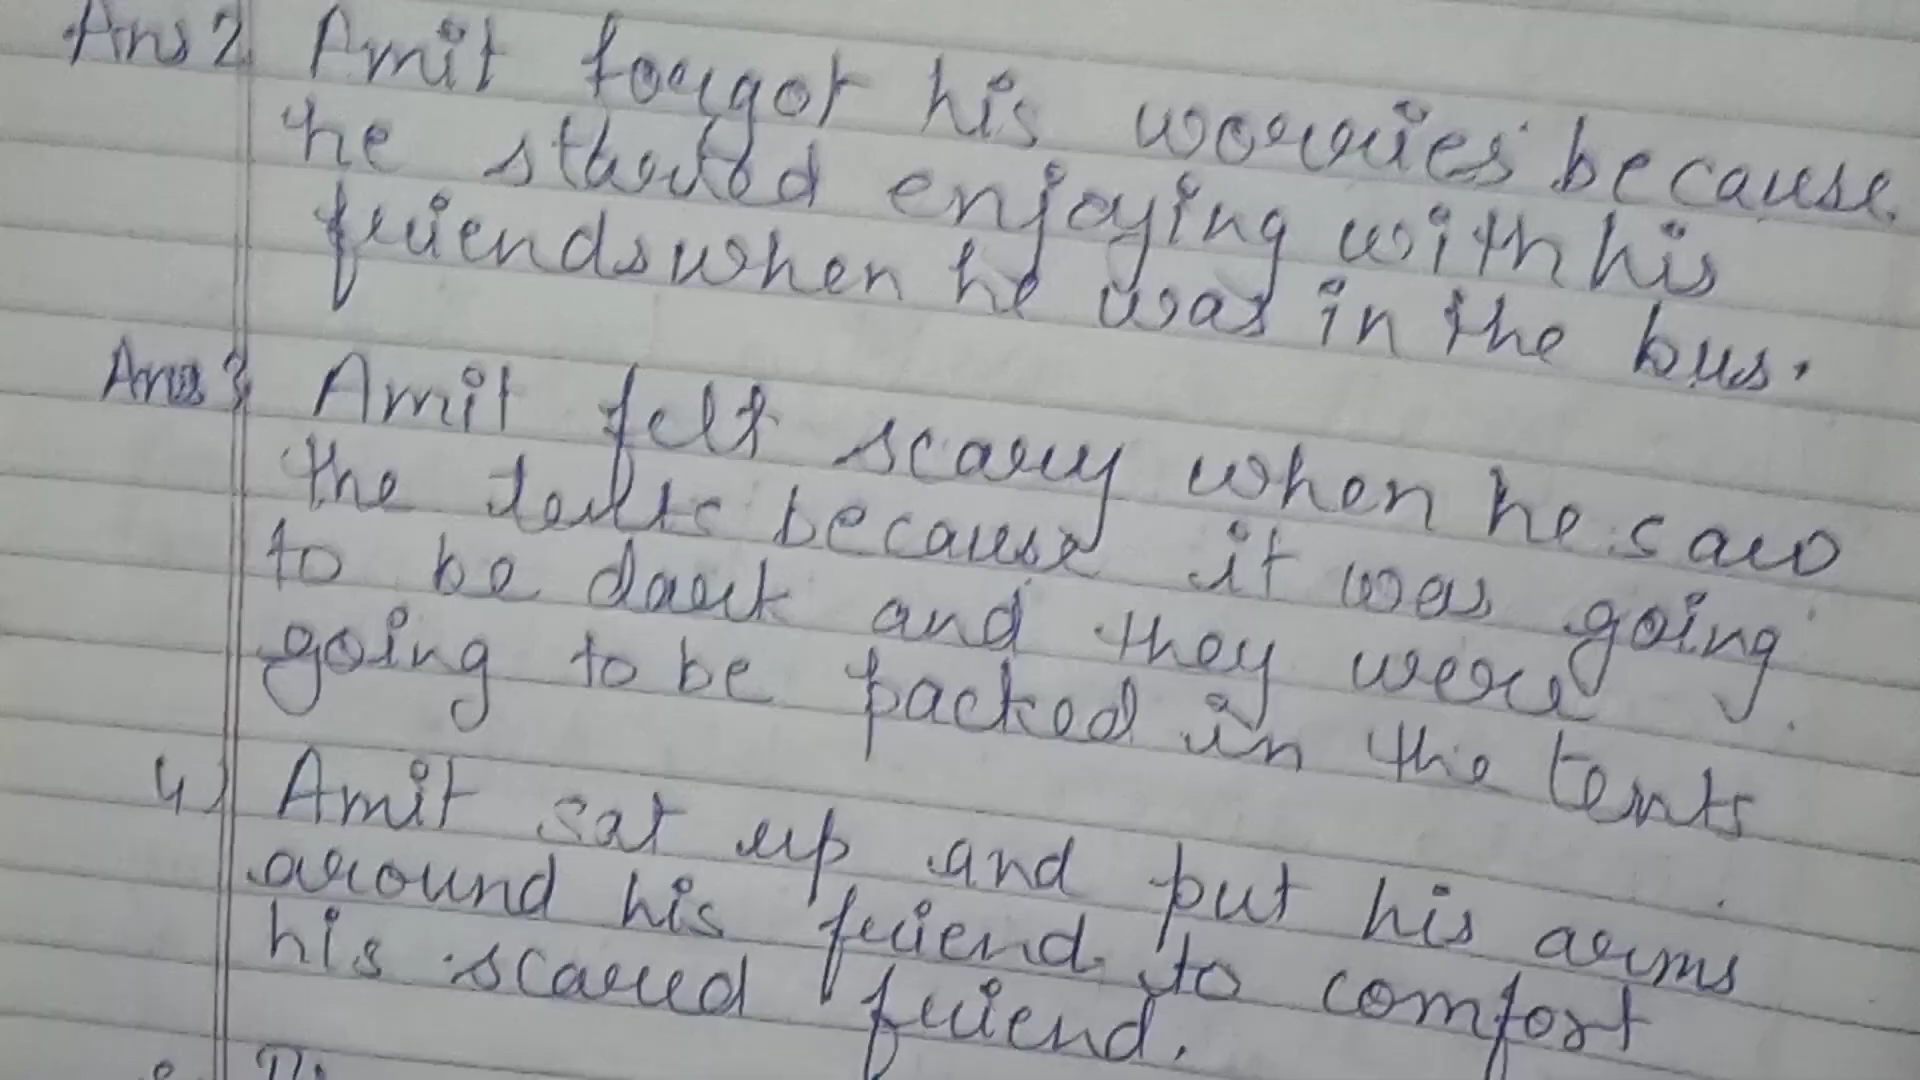 Ans 2 Amit forgot his worries because
he started enjoying with his
friends when he was in the bus.
Ans 3 Amit felt scary when he saw
the because it was going
to be dark and they were
going to be packed in the tents
4) Amit sat up and put his arms
around his friend to comfort
his scared friend.